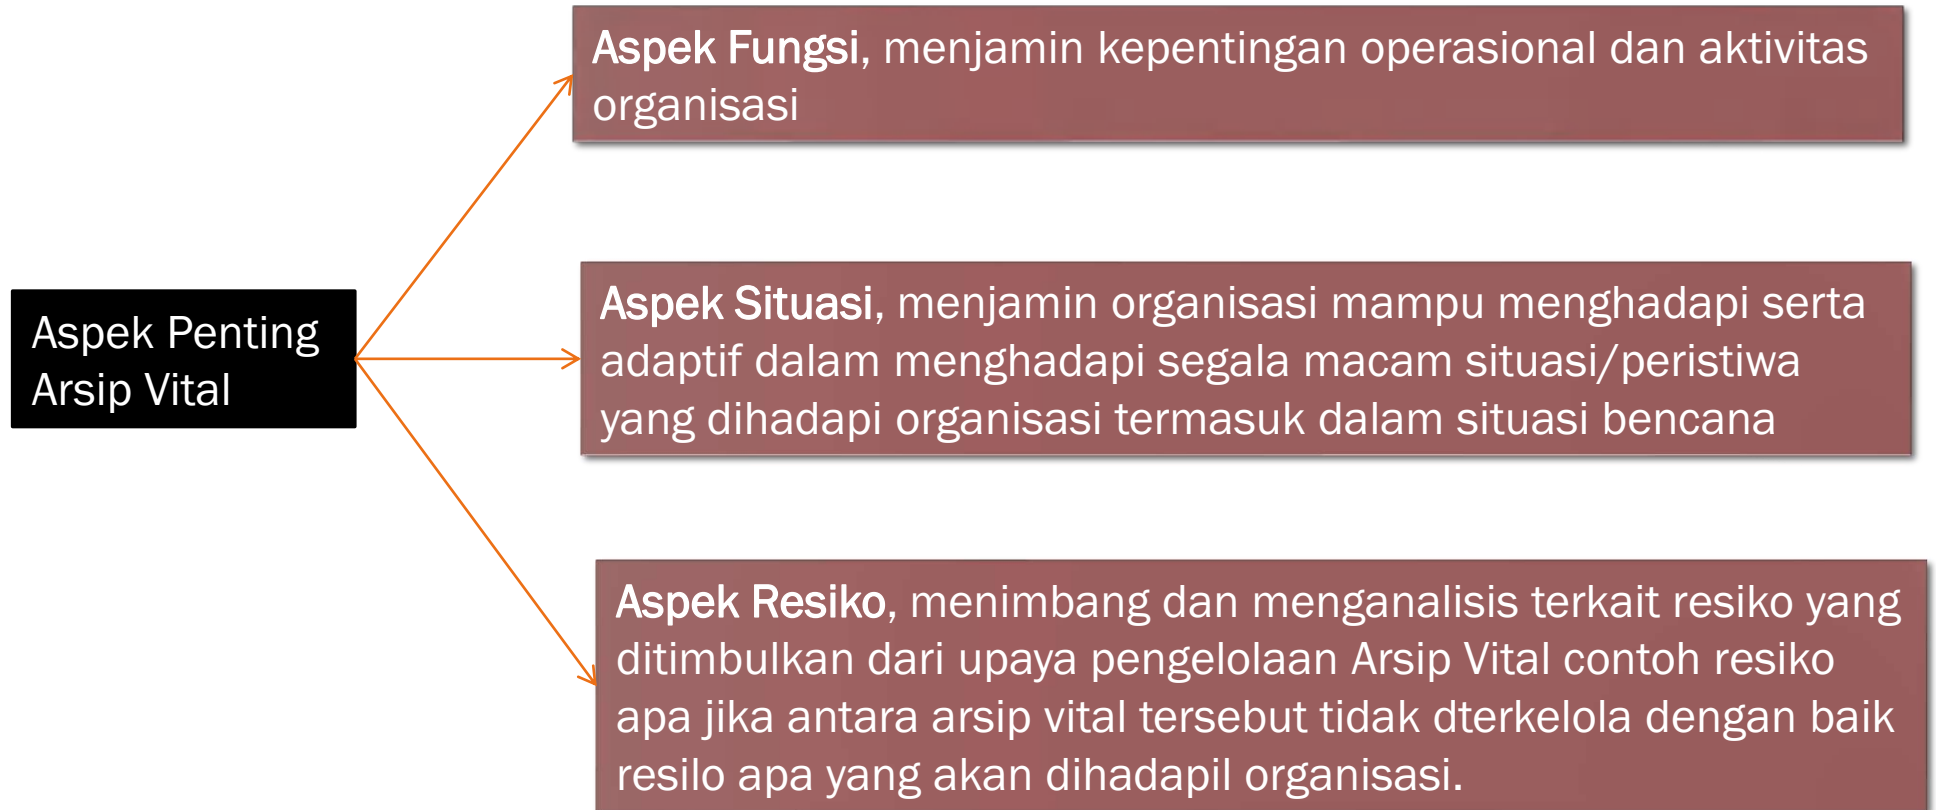 Aspek Fungsi, menjamin kepentingan operasional dan aktivitas
organisasi
Aspek Penting
Arsip Vital
Aspek Situasi, menjamin organisasi mampu menghadapi serta
adaptif dalam menghadapi segala macam situasi/peristiwa
yang dihadapi organisasi termasuk dalam situasi bencana
Aspek Resiko, menimbang dan menganalisis terkait resiko yang
ditimbulkan dari upaya pengelolaan Arsip Vital contoh resiko
apa jika antara arsip vital tersebut tidak dterkelola dengan baik
resilo apa yang akan dihadapil organisasi.